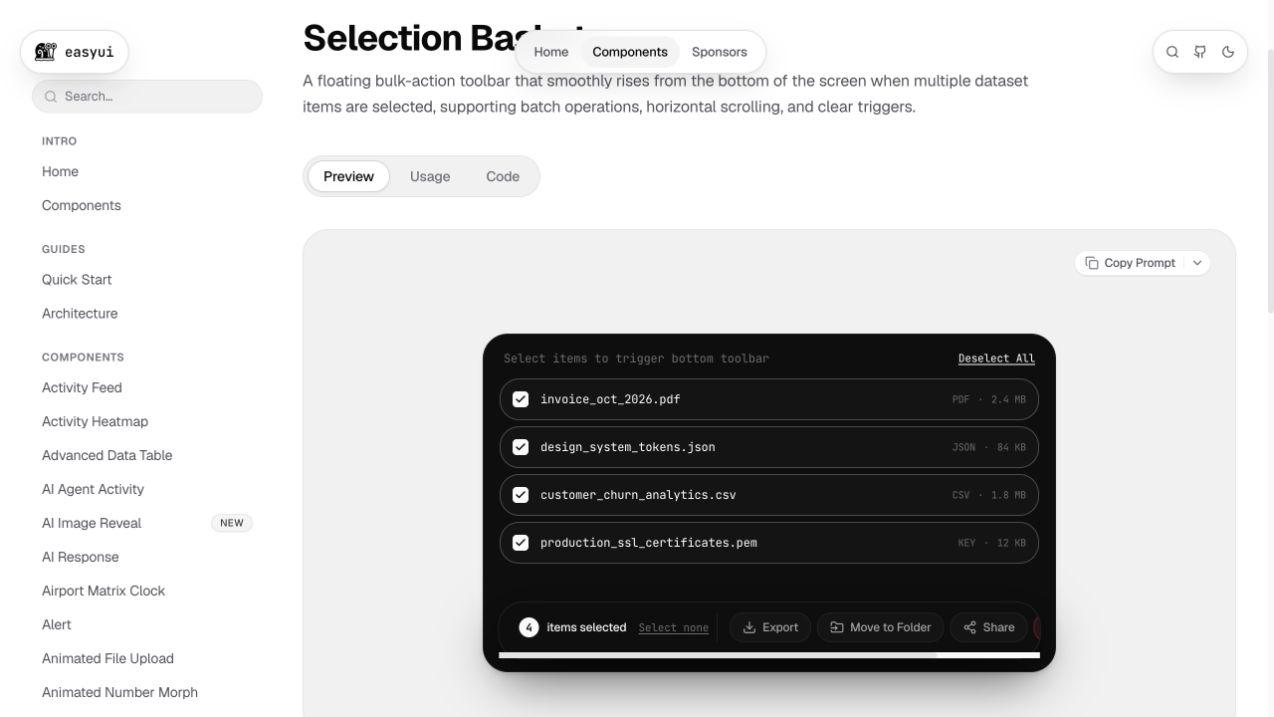 easyui
Home
Components
Sponsors
Selection
A floating bulk-action toolbar that smoothly rises from the bottom of the screen when multiple dataset
items are selected, supporting batch operations, horizontal scrolling, and clear triggers.
Search...
INTRO
Home
Components
GUIDES
Quick Start
Architecture
COMPONENTS
Activity Feed
Activity Heatmap
Advanced Data Table
AI Agent Activity
AI Image Reveal NEW
AI Response
Airport Matrix Clock
Alert
Animated File Upload
Animated Number Morph
Preview
Usage
Code
Copy Prompt
Select items to trigger bottom toolbar
Deselect All
invoice_oct_2026.pdf PDF · 2.4 MB
design_system_tokens.json JSON · 84 KB
customer_churn_analytics.csv CSV · 1.8 MB
production_ssl_certificates.pem KEY · 12 KB
4 items selected
Select none
Export
Move to Folder
Share